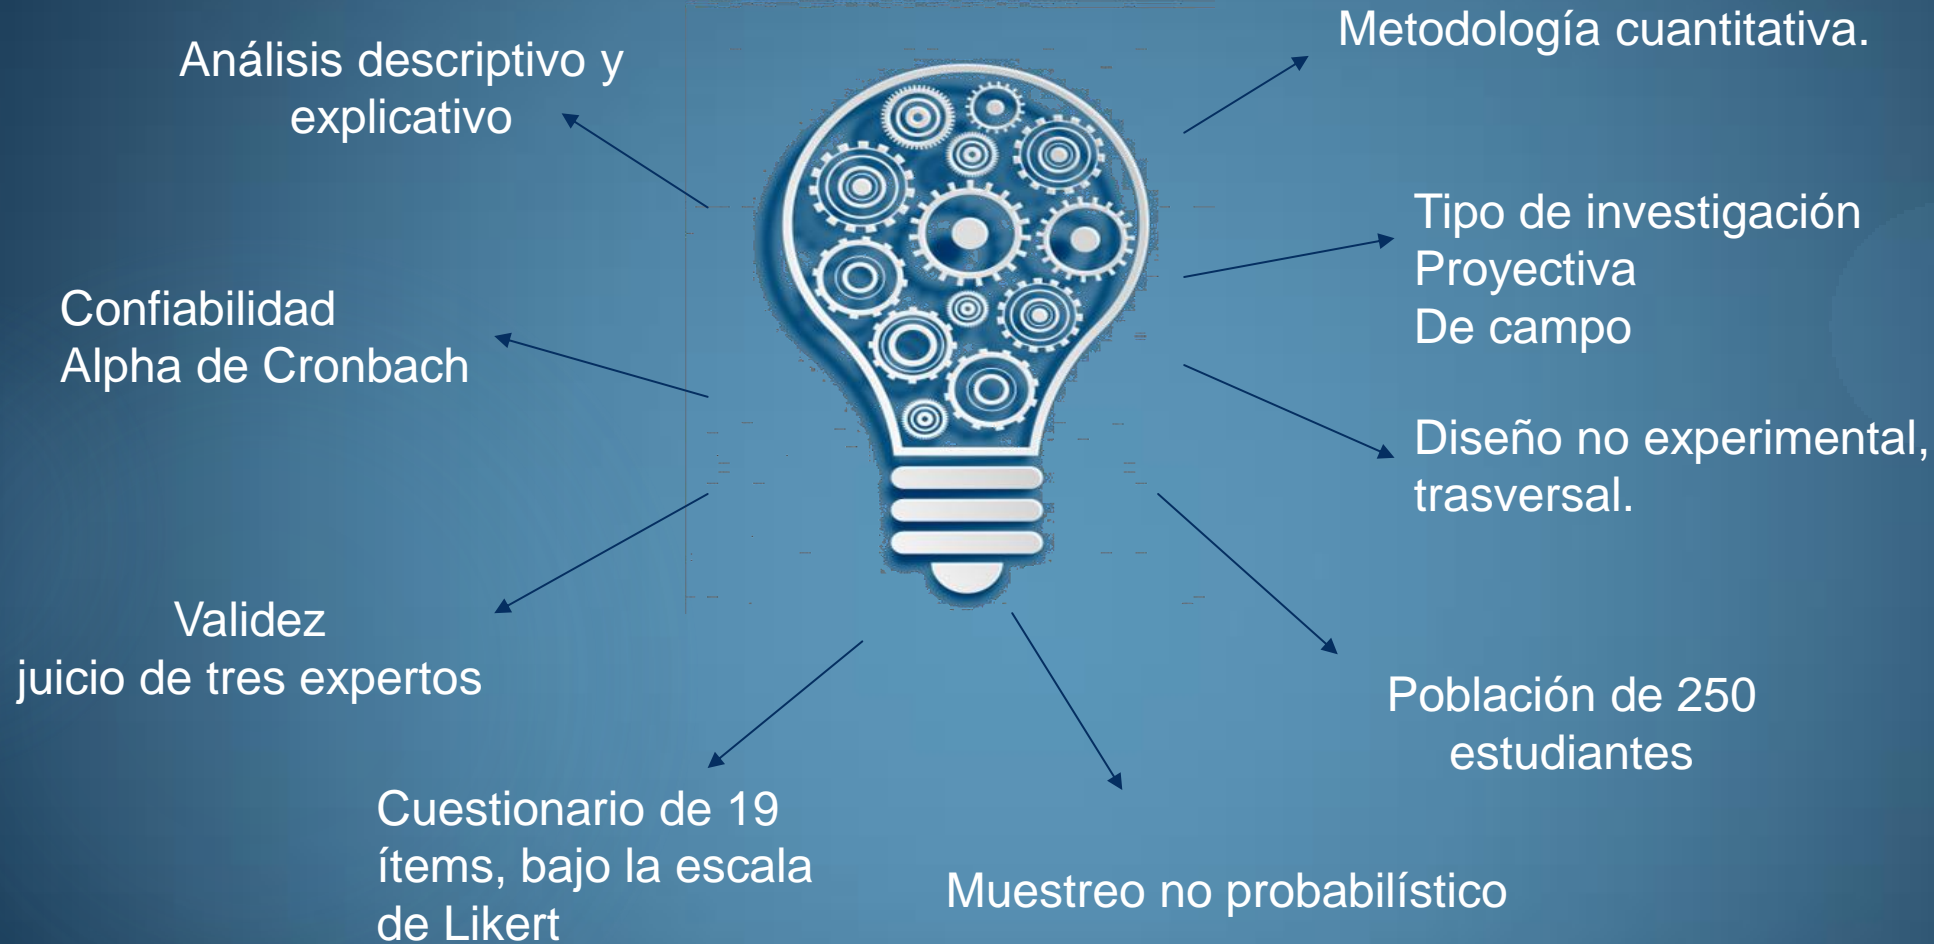 Metodología cuantitativa.
Análisis descriptivo y
explicativo
Tipo de investigación
Proyectiva
De campo
Confiabilidad
Alpha de Cronbach
Diseño no experimental,
trasversal.
Validez
juicio de tres expertos
Población de 250
estudiantes
Cuestionario de 19
ítems, bajo la escala
de Likert
Muestreo no probabilístico